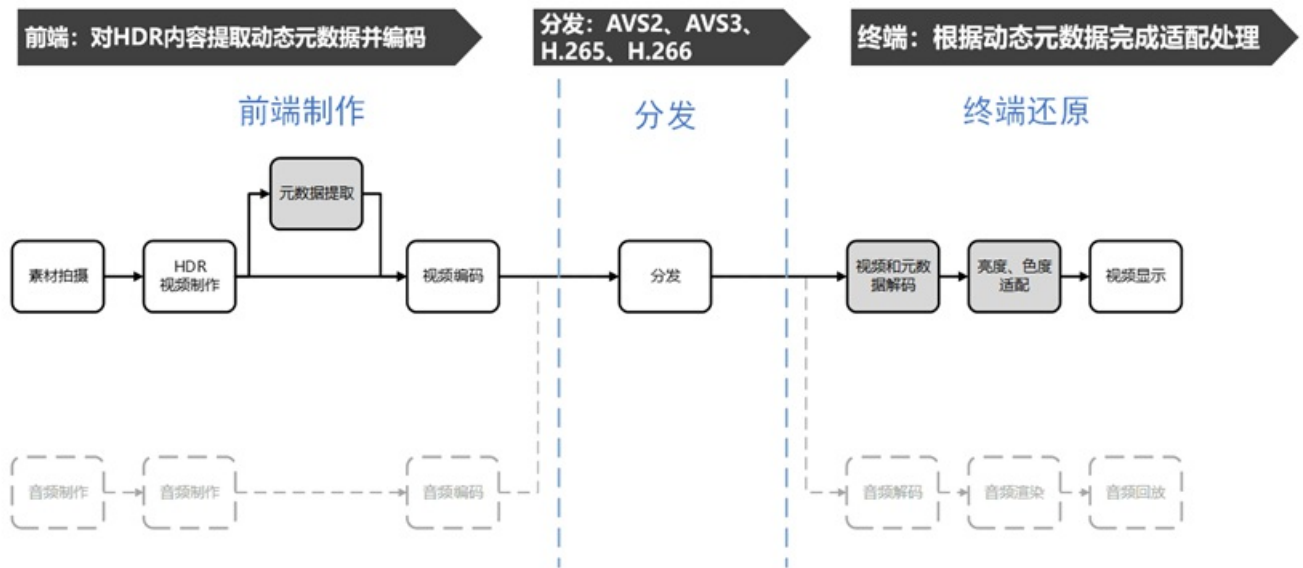 前端：对HDR内容提取动态元数据并编码
分发：AVS2、AVS3、
H.265、H.266
终端：根据动态元数据完成适配处理
前端制作
分发
终端还原
元数据提取
素材拍摄
HDR
视频制作
视频编码
分发
视频和元数
据解码
亮度、色度
适配
视频显示
音频制作
音频制作
音频编码
音频解码
音频渲染
音频回放